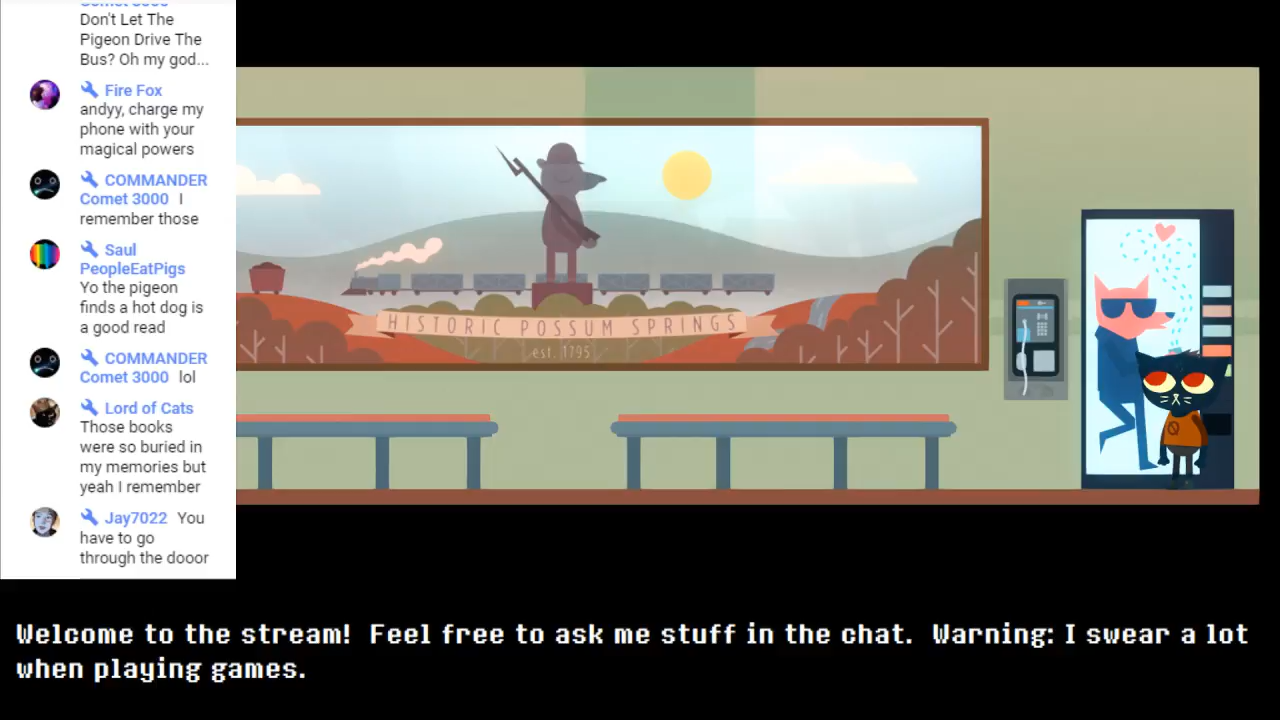 Don't Let The
Pigeon Drive The
Bus? Oh my god...
Fire Fox
andyy, charge my
phone with your
magical powers
COMMANDER
Comet 3000 I
remember those
Saul
PeopleEatPigs
Yo the pigeon
finds a hot dog is
a good read
COMMANDER
Comet 3000 lol
Lord of Cats
Those books
were so buried in
my memories but
yeah I remember
Jay7022 You
have to go
through the dooor
HISTORIC POSSUM SPRINGS
est. 1795
Welcome to the stream! Feel free to ask me stuff in the chat. Warning: I swear a lot
when playing games.